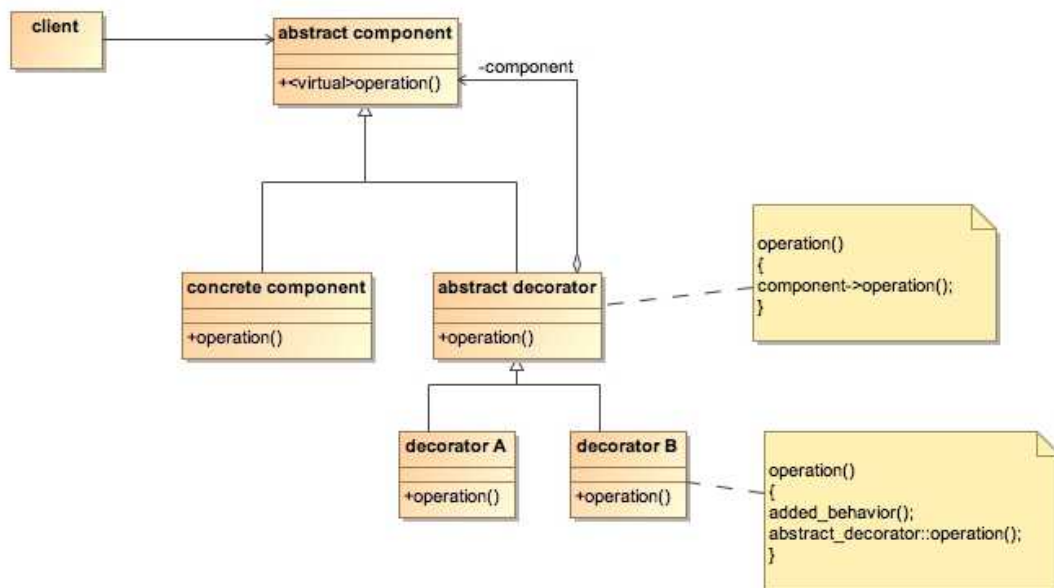 client
abstract component
+<virtual>operation()
-component
concrete component
+operation()
abstract decorator
+operation()
operation()
{
component->operation();
}
decorator A
+operation()
decorator B
+operation()
operation()
{
added_behavior();
abstract_decorator::operation();
}